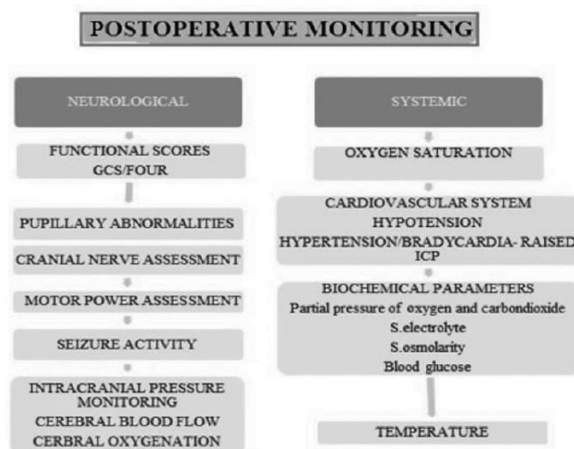 POSTOPERATIVE MONITORING
NEUROLOGICAL
FUNCTIONAL SCORES
GCS/FOUR
PUPILLARY ABNORMALITIES
CRANIAL NERVE ASSESSMENT
MOTOR POWER ASSESSMENT
SEIZURE ACTIVITY
INTRACRANIAL PRESSURE
MONITORING
CEREBRAL BLOOD FLOW
CERBRAL OXYGENATION
SYSTEMIC
OXYGEN SATURATION
CARDIOVASCULAR SYSTEM
HYPOTENSION
HYPERTENSION/BRADYCARDIA- RAISED
ICP
BIOCHEMICAL PARAMETERS
Partial pressure of oxygen and carbondioxide
S.electrolyte
S.osmolarity
Blood glucose
TEMPERATURE